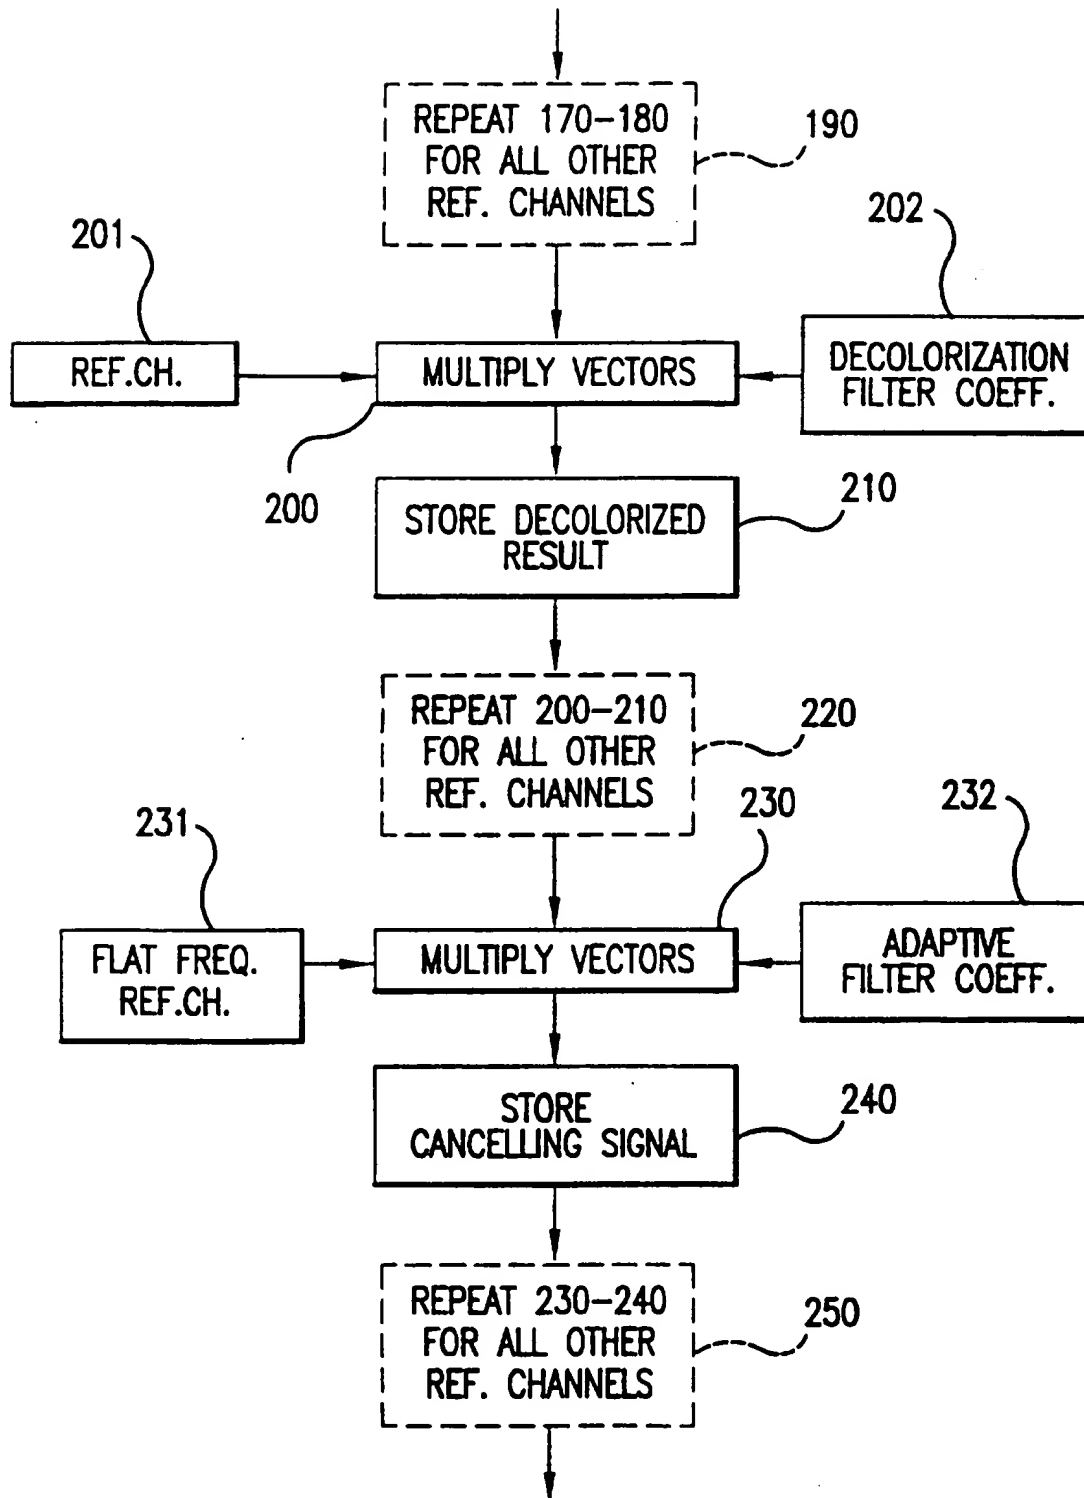 REPEAT 170-180
FOR ALL OTHER
REF. CHANNELS
190
201
202
REF.CH.
MULTIPLY VECTORS
DECOLORIZATION
FILTER COEFF.
200
210
STORE DECOLORIZED
RESULT
REPEAT 200-210
FOR ALL OTHER
REF. CHANNELS
220
231
230
232
FLAT FREQ.
REF.CH.
MULTIPLY VECTORS
ADAPTIVE
FILTER COEFF.
STORE
CANCELLING SIGNAL
240
REPEAT 230-240
FOR ALL OTHER
REF. CHANNELS
250